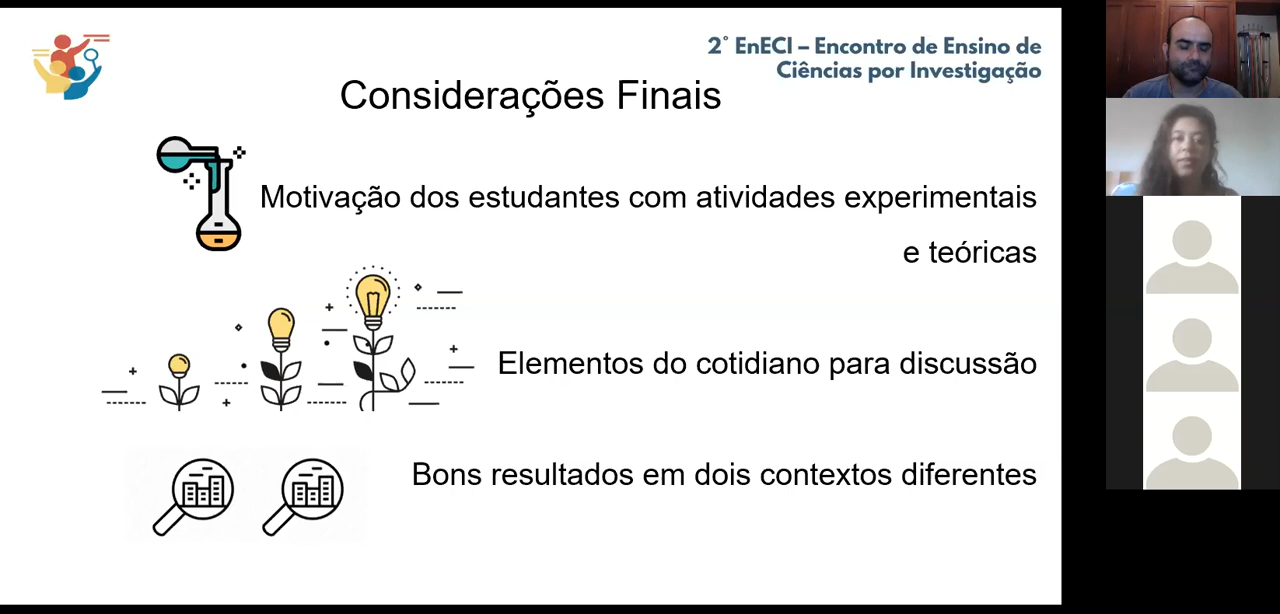 2° EnECI – Encontro de Ensino de
Ciências por Investigação
Considerações Finais
Motivação dos estudantes com atividades experimentais
e teóricas
Elementos do cotidiano para discussão
Bons resultados em dois contextos diferentes